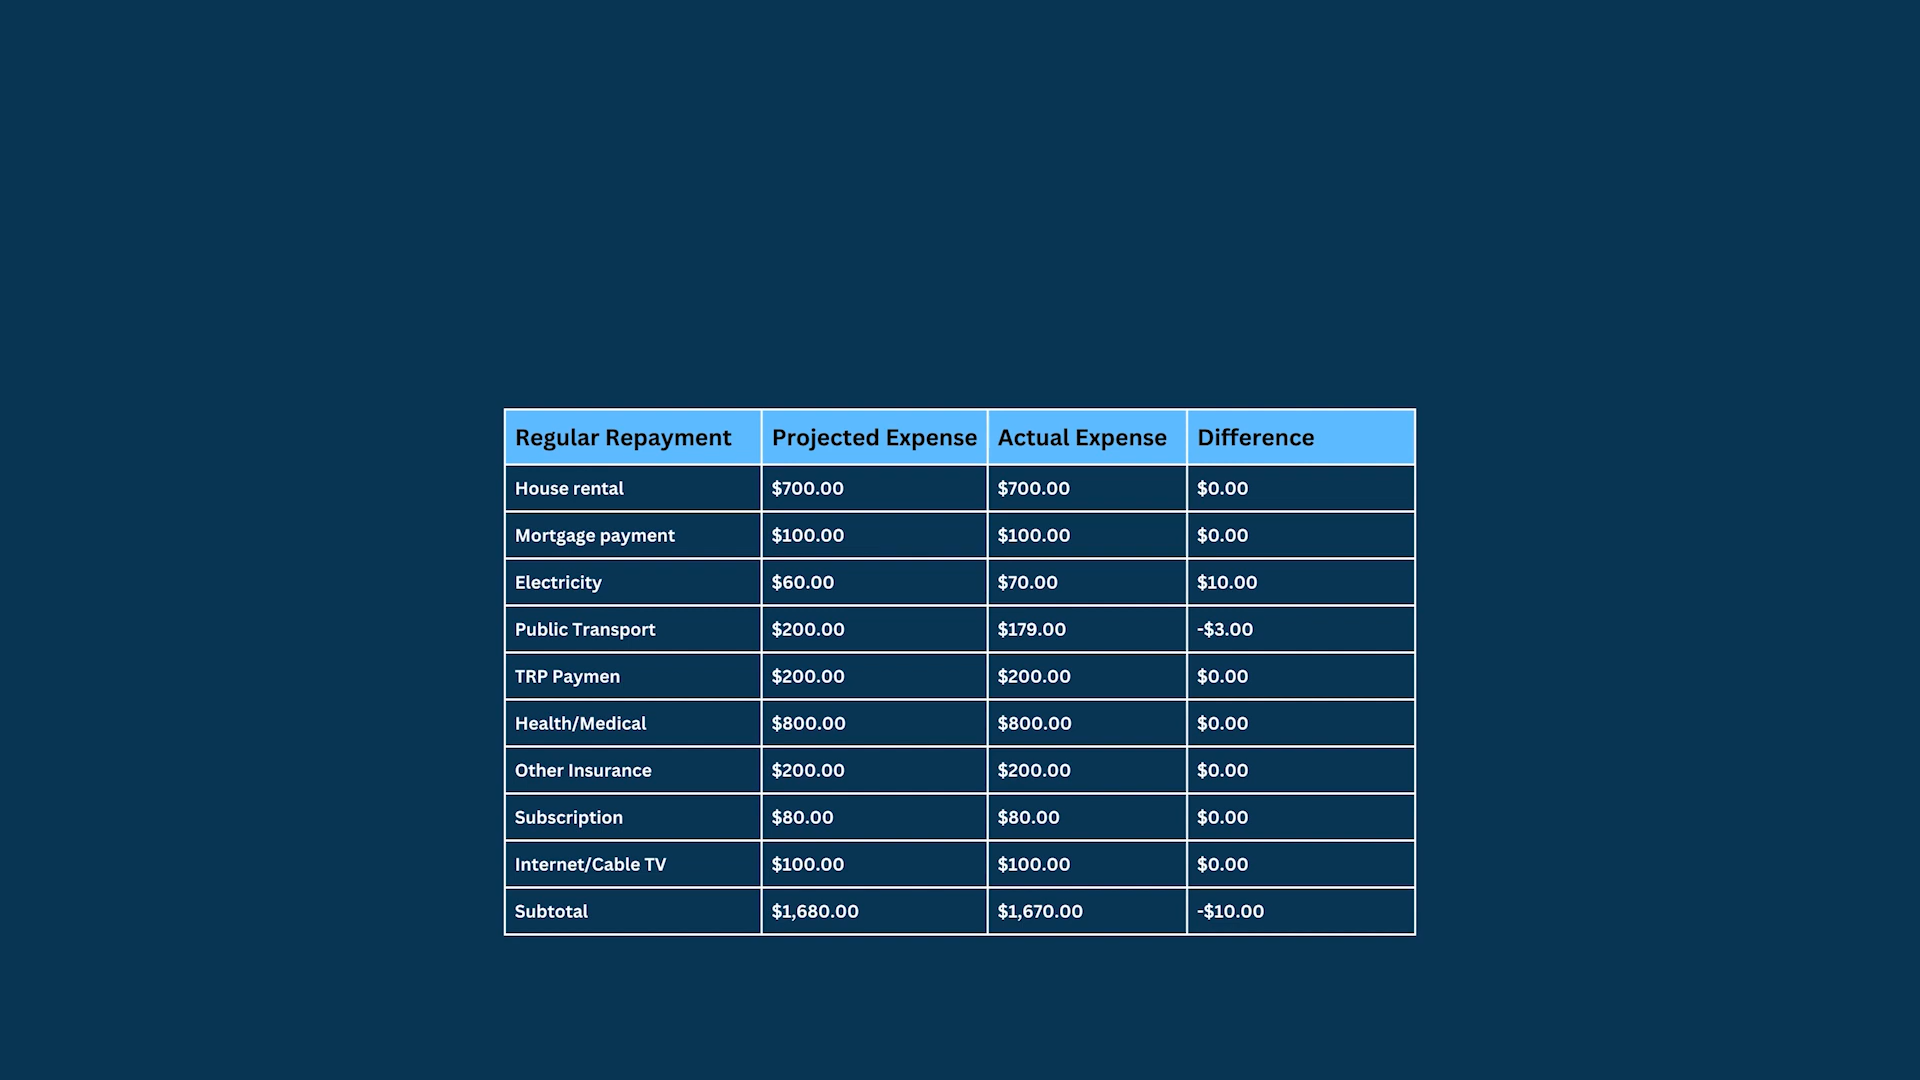 Regular Repayment Projected Expense Actual Expense Difference
House rental $700.00 $700.00 $0.00
Mortgage payment $100.00 $100.00 $0.00
Electricity $60.00 $70.00 $10.00
Public Transport $200.00 $179.00 -$3.00
TRP Paymen $200.00 $200.00 $0.00
Health/Medical $800.00 $800.00 $0.00
Other Insurance $200.00 $200.00 $0.00
Subscription $80.00 $80.00 $0.00
Internet/Cable TV $100.00 $100.00 $0.00
Subtotal $1,680.00 $1,670.00 -$10.00